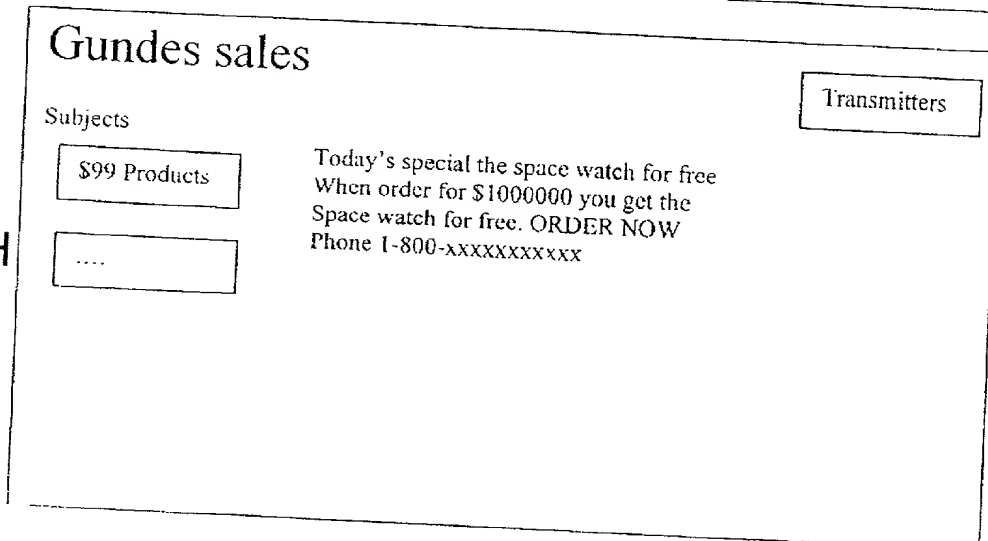 Gundes sales
Transmitters
Subjects
$99 Products
....
Today's special the space watch for free
When order for $1000000 you get the
Space watch for free. ORDER NOW
Phone 1-800-xxxxxxxxxxx